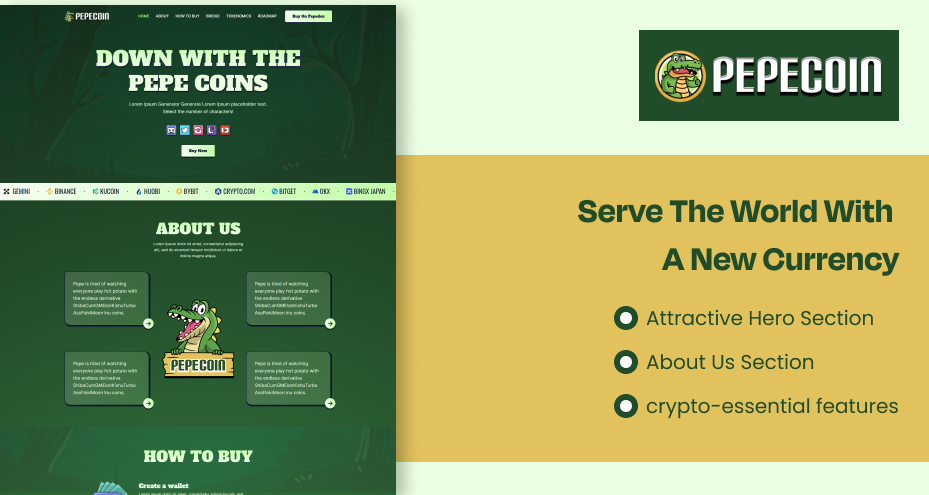 PEPECOIN
HOME ABOUT HOW TO BUY BRIDGE TOKENOMICS ROADMAP Buy On Pepedex
DOWN WITH THE
PEPE COINS
Lorem Ipsum Generator Generate Lorem Ipsum placeholder text.
Select the number of characters!
Buy Now
GEMINI · BINANCE · KUCOIN · HUOBI · BYBIT · CRYPTO.COM · BITGET · OKX · BINGX JAPAN ·
ABOUT US
Lorem ipsum dolor sit amet, consectetur adipiscing
elit, sed do eiusmod tempor incididunt ut labore et
dolore magna aliqua.
Pepe is tired of watching
everyone play hot potato with
the endless derivative
ShibaCumGMElonKishuTurbo
AssFlokiMoon Inu coins.
Pepe is tired of watching
everyone play hot potato with
the endless derivative
ShibaCumGMElonKishuTurbo
AssFlokiMoon Inu coins.
PEPECOIN
Pepe is tired of watching
everyone play hot potato with
the endless derivative
ShibaCumGMElonKishuTurbo
AssFlokiMoon Inu coins.
Pepe is tired of watching
everyone play hot potato with
the endless derivative
ShibaCumGMElonKishuTurbo
AssFlokiMoon Inu coins.
HOW TO BUY
Create a wallet
PEPECOIN
Serve The World With
A New Currency
Attractive Hero Section
About Us Section
crypto-essential features